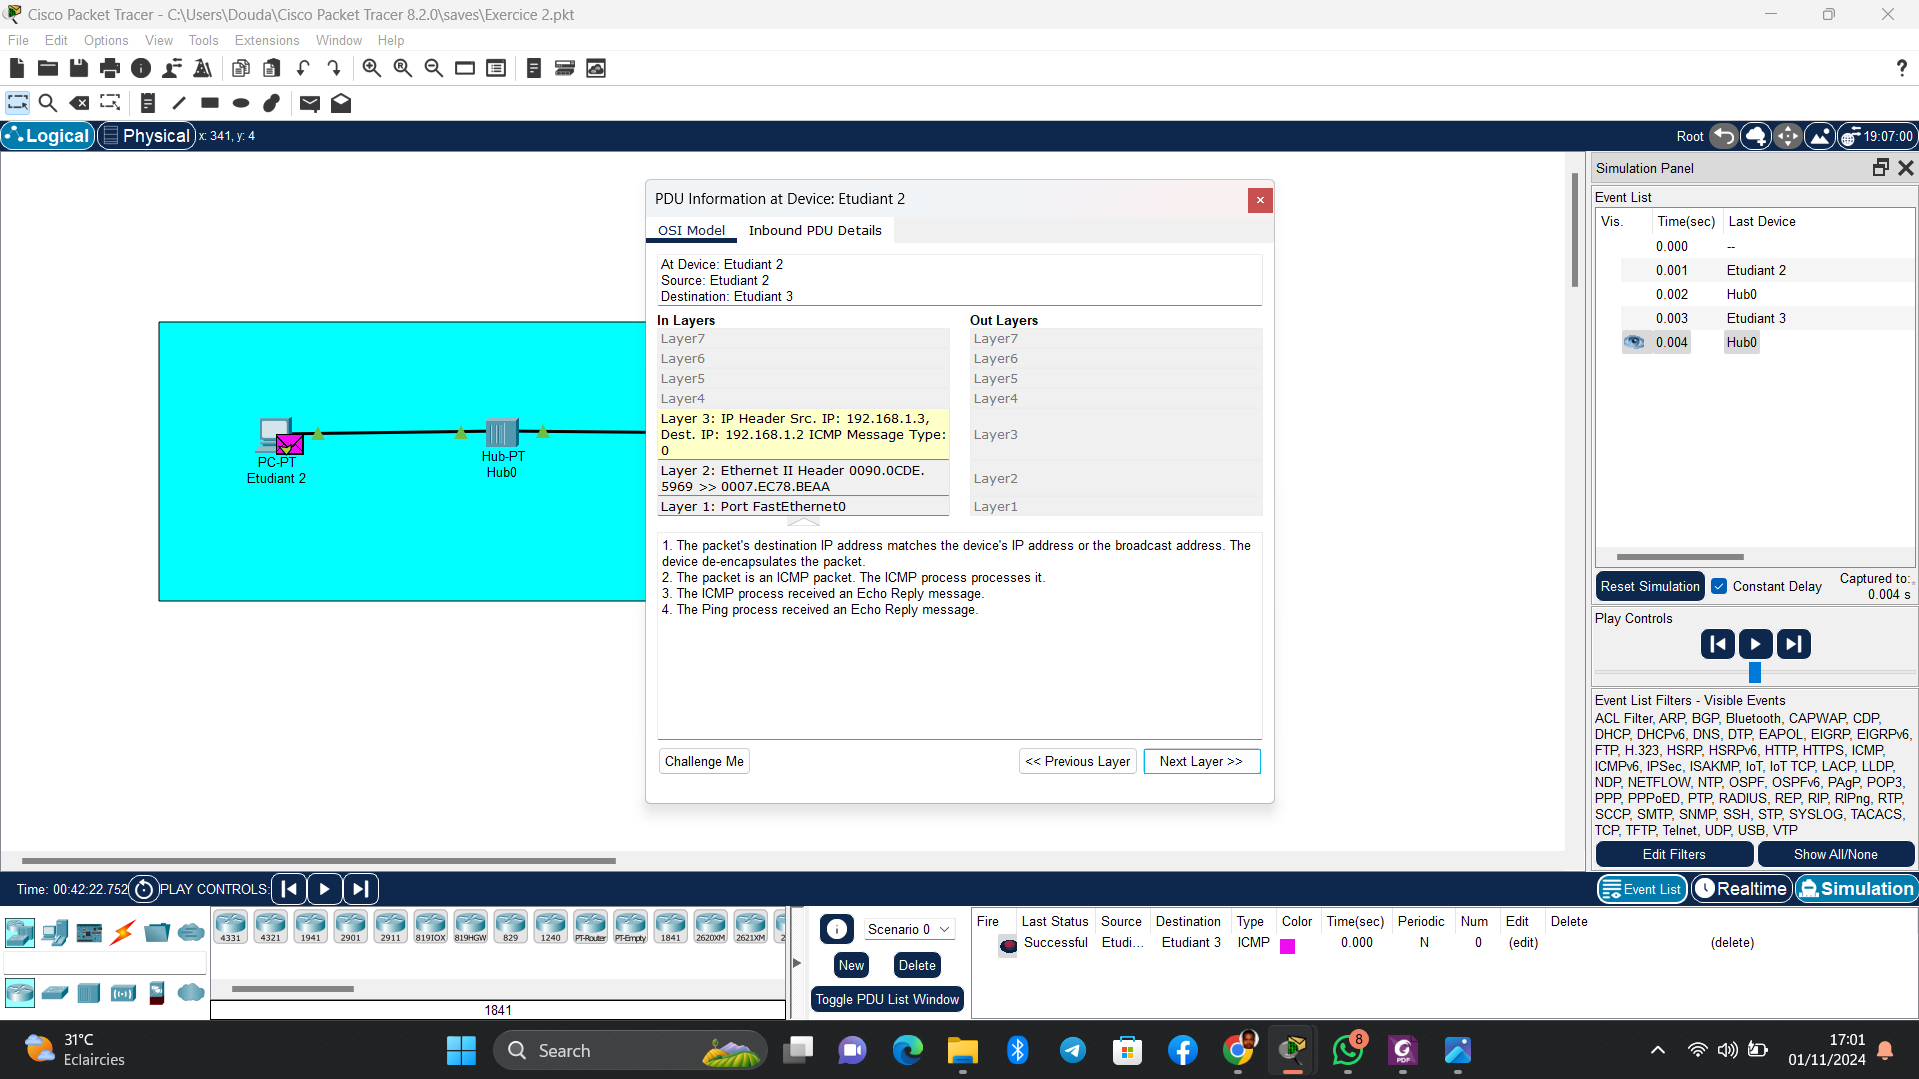 Cisco Packet Tracer - C:\Users\Douda\Cisco Packet Tracer 8.2.0\saves\Exercice 2.pkt
File Edit Options View Tools Extensions Window Help
?
Logical Physical x: 341, y: 4 Root 19:07:00
Simulation Panel
Event List
Vis. Time(sec) Last Device
0.000 --
0.001 Etudiant 2
0.002 Hub0
0.003 Etudiant 3
0.004 Hub0
Reset Simulation Constant Delay Captured to:
0.004 s
Play Controls
Event List Filters - Visible Events
ACL Filter, ARP, BGP, Bluetooth, CAPWAP, CDP,
DHCP, DHCPv6, DNS, DTP, EAPOL, EIGRP, EIGRPv6,
FTP, H.323, HSRP, HSRPv6, HTTP, HTTPS, ICMP,
ICMPv6, IPSec, ISAKMP, IoT, IoT TCP, LACP, LLDP,
NDP, NETFLOW, NTP, OSPF, OSPFv6, PAgP, POP3,
PPP, PPPoED, PTP, RADIUS, REP, RIP, RIPng, RTP,
SCCP, SMTP, SNMP, SSH, STP, SYSLOG, TACACS,
TCP, TFTP, Telnet, UDP, USB, VTP
Edit Filters Show All/None
PC-PT
Etudiant 2
Hub-PT
Hub0
PDU Information at Device: Etudiant 2
OSI Model Inbound PDU Details
At Device: Etudiant 2
Source: Etudiant 2
Destination: Etudiant 3
In Layers
Layer7
Layer6
Layer5
Layer4
Layer 3: IP Header Src. IP: 192.168.1.3,
Dest. IP: 192.168.1.2 ICMP Message Type:
0
Layer 2: Ethernet II Header 0090.0CDE.
5969 >> 0007.EC78.BEAA
Layer 1: Port FastEthernet0
Out Layers
Layer7
Layer6
Layer5
Layer4
Layer3
Layer2
Layer1
1. The packet's destination IP address matches the device's IP address or the broadcast address. The
device de-encapsulates the packet.
2. The packet is an ICMP packet. The ICMP process processes it.
3. The ICMP process received an Echo Reply message.
4. The Ping process received an Echo Reply message.
Challenge Me << Previous Layer Next Layer >>
Time: 00:42:22.752 PLAY CONTROLS: Event List Realtime Simulation
4331 4321 1941 2901 2911 819IOX 819HGW 829 1240 PT-Router PT-Empty 1841 2620XM 2621XM 2
1841
Scenario 0
New Delete
Toggle PDU List Window
Fire Last Status Source Destination Type Color Time(sec) Periodic Num Edit Delete
Successful Etudi... Etudiant 3 ICMP 0.000 N 0 (edit) (delete)
31°C
Eclaircies
Search
8
PDF
17:01
01/11/2024